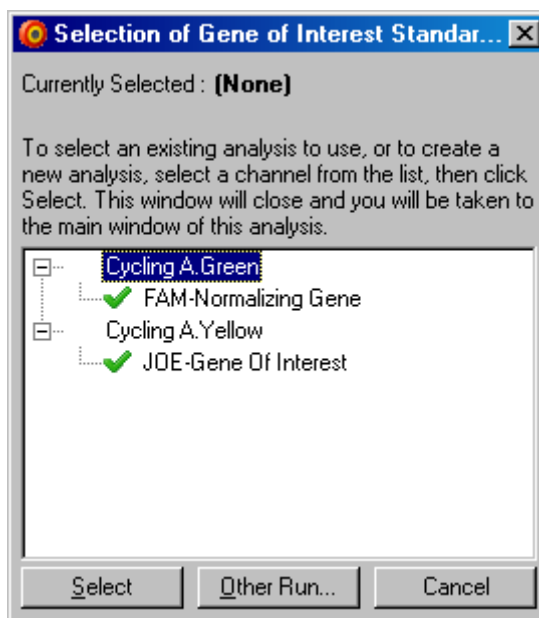 Selection of Gene of Interest Standar...
Currently Selected : (None)
To select an existing analysis to use, or to create a
new analysis, select a channel from the list, then click
Select. This window will close and you will be taken to
the main window of this analysis.
Cycling A.Green
FAM-Normalizing Gene
Cycling A.Yellow
JOE-Gene Of Interest
Select Other Run... Cancel